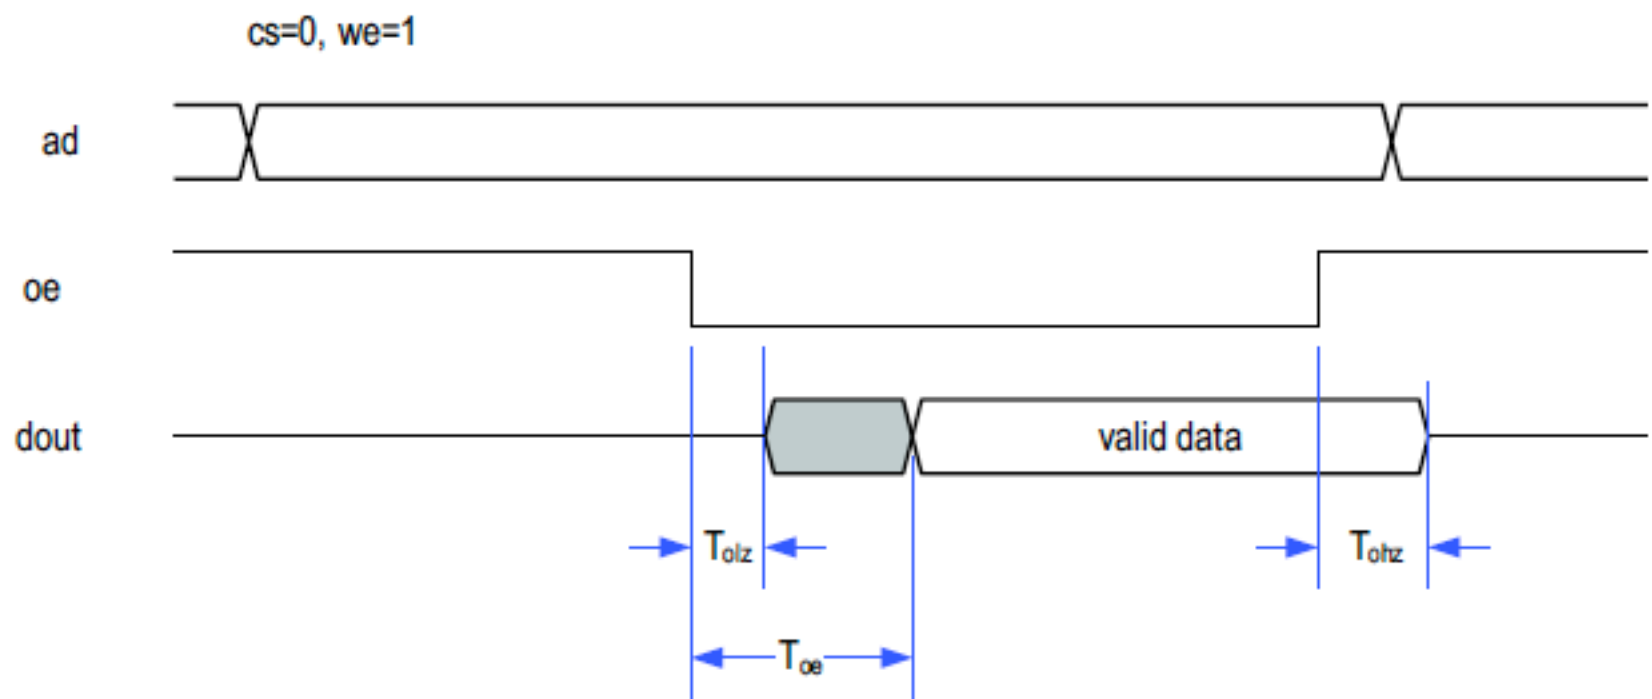 cs=0, we=1
ad
oe
dout
valid data
Tolz
Tohz
Toe